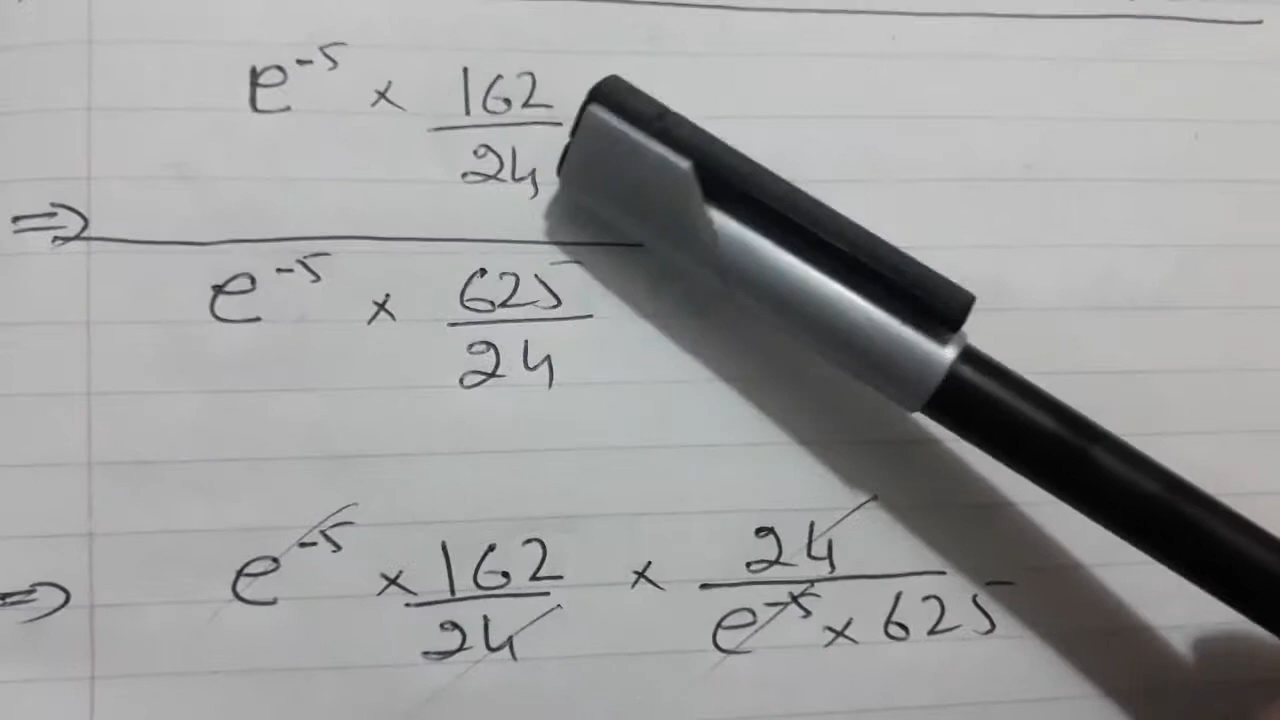 e⁻⁵ × 162/24
⇒
e⁻⁵ × 625/24
⇒ e⁻⁵ × 162/24 × 24/e⁻⁵ × 625